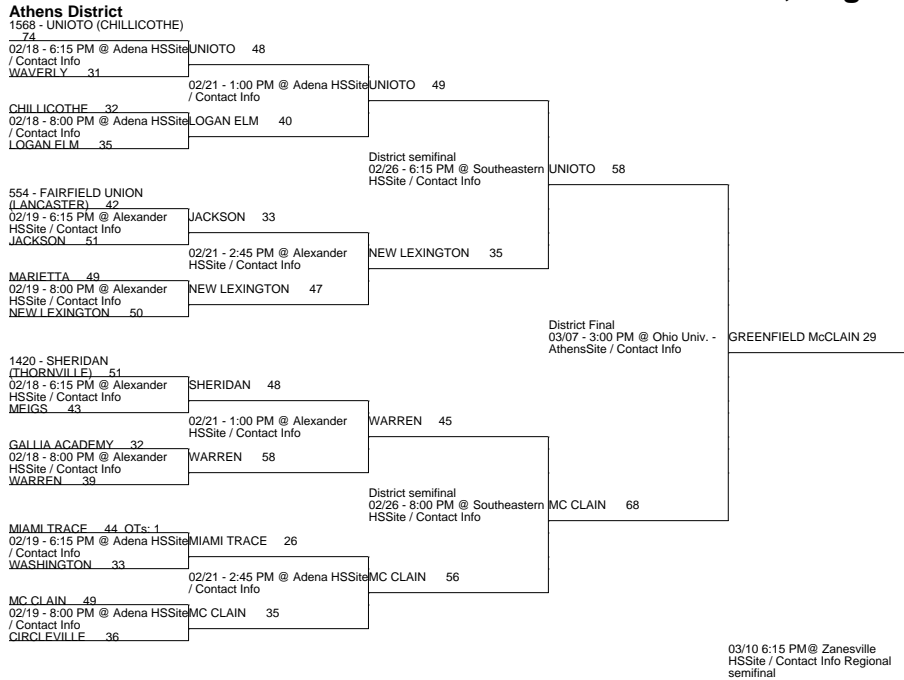 Athens District
1568 - UNIOTO (CHILLICOTHE)
74
02/18 - 6:15 PM @ Adena HSSite
/ Contact Info
WAVERLY 31
CHILLICOTHE 32
02/18 - 8:00 PM @ Adena HSSite
/ Contact Info
LOGAN ELM 35
554 - FAIRFIELD UNION
(LANCASTER) 42
02/19 - 6:15 PM @ Alexander
HSSite / Contact Info
JACKSON 51
MARIETTA 49
02/19 - 8:00 PM @ Alexander
HSSite / Contact Info
NEW LEXINGTON 50
1420 - SHERIDAN
(THORNVILLE) 51
02/18 - 6:15 PM @ Alexander
HSSite / Contact Info
MEIGS 43
GALLIA ACADEMY 32
02/18 - 8:00 PM @ Alexander
HSSite / Contact Info
WARREN 39
MIAMI TRACE 44 OTs: 1
02/19 - 6:15 PM @ Adena HSSite
/ Contact Info
WASHINGTON 33
MC CLAIN 49
02/19 - 8:00 PM @ Adena HSSite
/ Contact Info
CIRCLEVILLE 36
UNIOTO 48
02/21 - 1:00 PM @ Adena HSSite
/ Contact Info
LOGAN ELM 40
JACKSON 33
02/21 - 2:45 PM @ Alexander
HSSite / Contact Info
NEW LEXINGTON 47
SHERIDAN 48
02/21 - 1:00 PM @ Alexander
HSSite / Contact Info
WARREN 58
MIAMI TRACE 26
02/21 - 2:45 PM @ Adena HSSite
/ Contact Info
MC CLAIN 35
UNIOTO 49
District semifinal
02/26 - 6:15 PM @ Southeastern
HSSite / Contact Info
NEW LEXINGTON 35
WARREN 45
District semifinal
02/26 - 8:00 PM @ Southeastern
HSSite / Contact Info
MC CLAIN 56
UNIOTO 58
District Final
03/07 - 3:00 PM @ Ohio Univ. -
AthensSite / Contact Info
MC CLAIN 68
GREENFIELD McCLAIN 29
03/10 6:15 PM@ Zanesville
HSSite / Contact Info Regional
semifinal